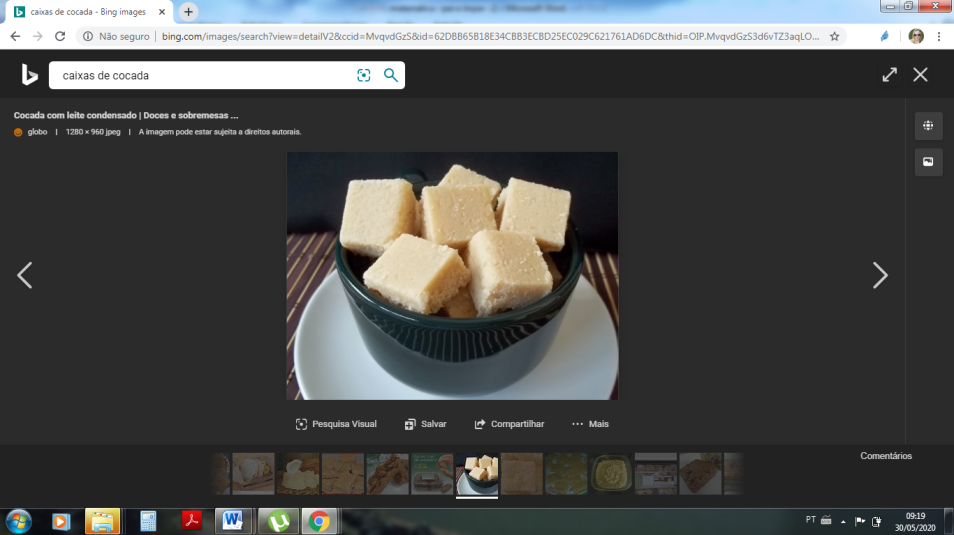 caixas de cocada - Bing images
Não seguro
bing.com/images/search?view=detailV2&ccid=MvqvdGzS&id=62DBB65B18E34CBB3ECBD25EC029C621761AD6DC&thid=OIP.MvqvdGzS3d6vTZ3aqLO...
caixas de cocada
Cocada com leite condensado | Doces e sobremesas ...
globo | 1280 × 960 jpeg | A imagem pode estar sujeita a direitos autorais.
Pesquisa Visual
Salvar
Compartilhar
Mais
Comentários
PT
09:19
30/05/2020